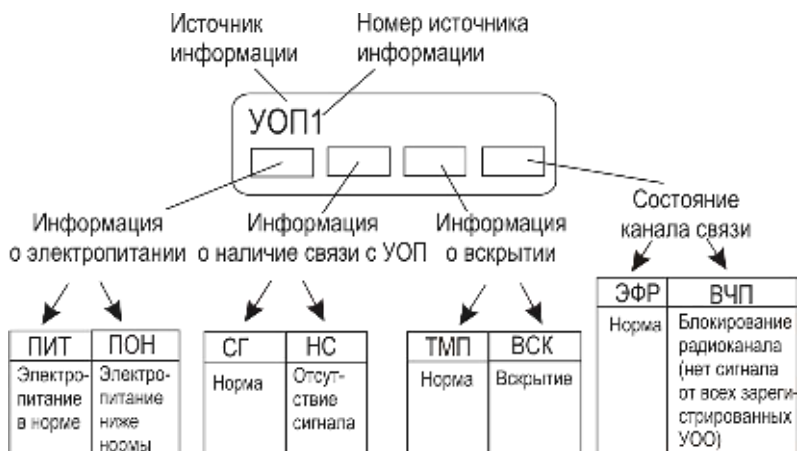 Источник
информации
Номер источника
информации
УОП1
Информация
о электропитании
Информация
о наличие связи с УОП
Информация
о вскрытии
Состояние
канала связи
ПИТ
Электро-
питание
в норме
ПОН
Электро-
питание
ниже
нормы
СГ
Норма
НС
Отсут-
ствие
сигнала
ТМП
Норма
ВСК
Вскрытие
ЭФР
Норма
ВЧП
Блокирование
радиоканала
(нет сигнала
от всех зареги-
стрированных
УОО)